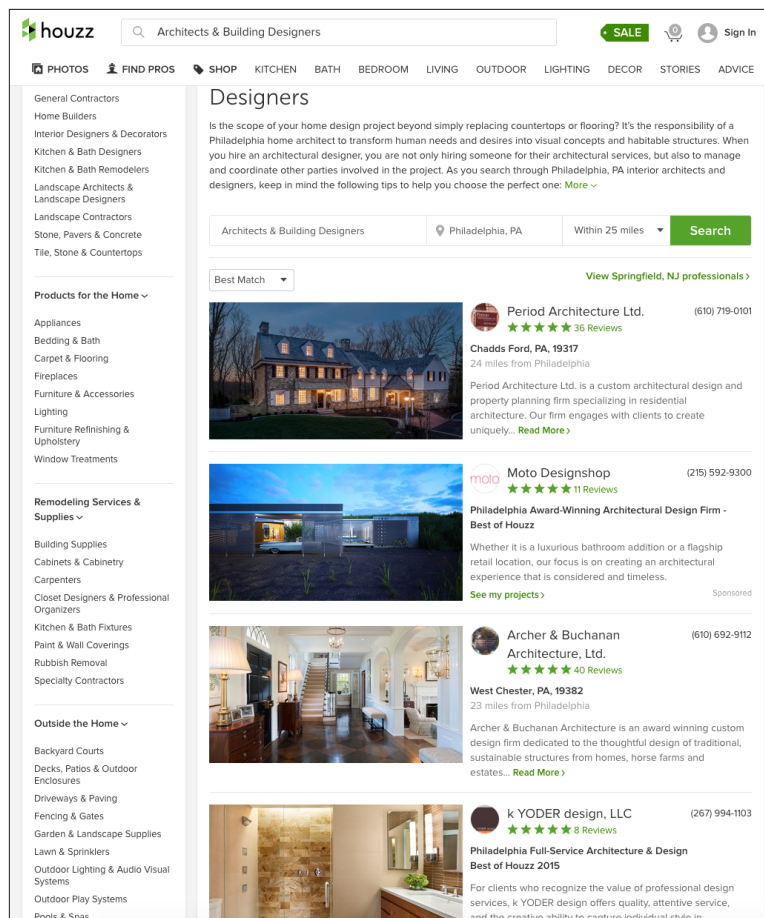 houzz
Architects & Building Designers
SALE
0
Sign In
PHOTOS
FIND PROS
SHOP
KITCHEN
BATH
BEDROOM
LIVING
OUTDOOR
LIGHTING
DECOR
STORIES
ADVICE
General Contractors
Home Builders
Interior Designers & Decorators
Kitchen & Bath Designers
Kitchen & Bath Remodelers
Landscape Architects &
Landscape Designers
Landscape Contractors
Stone, Pavers & Concrete
Tile, Stone & Countertops
Products for the Home
Appliances
Bedding & Bath
Carpet & Flooring
Fireplaces
Furniture & Accessories
Lighting
Furniture Refinishing &
Upholstery
Window Treatments
Remodeling Services &
Supplies
Building Supplies
Cabinets & Cabinetry
Carpenters
Closet Designers & Professional
Organizers
Kitchen & Bath Fixtures
Paint & Wall Coverings
Rubbish Removal
Specialty Contractors
Outside the Home
Backyard Courts
Decks, Patios & Outdoor
Enclosures
Driveways & Paving
Fencing & Gates
Garden & Landscape Supplies
Lawn & Sprinklers
Outdoor Lighting & Audio Visual
Systems
Outdoor Play Systems
Pools & Spas
Designers
Is the scope of your home design project beyond simply replacing countertops or flooring? It's the responsibility of a
Philadelphia home architect to transform human needs and desires into visual concepts and habitable structures. When
you hire an architectural designer, you are not only hiring someone for their architectural services, but also to manage
and coordinate other parties involved in the project. As you search through Philadelphia, PA interior architects and
designers, keep in mind the following tips to help you choose the perfect one: More
Architects & Building Designers
Philadelphia, PA
Within 25 miles
Search
Best Match
View Springfield, NJ professionals
Period Architecture Ltd.
(610) 719-0101
36 Reviews
Chadds Ford, PA, 19317
24 miles from Philadelphia
Period Architecture Ltd. is a custom architectural design and
property planning firm specializing in residential
architecture. Our firm engages with clients to create
uniquely... Read More
moto
Moto Designshop
(215) 592-9300
11 Reviews
Philadelphia Award-Winning Architectural Design Firm -
Best of Houzz
Whether it is a luxurious bathroom addition or a flagship
retail location, our focus is on creating an architectural
experience that is considered and timeless.
See my projects
Sponsored
Archer & Buchanan
Architecture, Ltd.
(610) 692-9112
40 Reviews
West Chester, PA, 19382
23 miles from Philadelphia
Archer & Buchanan Architecture is an award winning custom
design firm dedicated to the thoughtful design of traditional,
sustainable structures from homes, horse farms and
estates... Read More
k YODER design, LLC
(267) 994-1103
8 Reviews
Philadelphia Full-Service Architecture & Design
Best of Houzz 2015
For clients who recognize the value of professional design
services, k YODER design offers quality, attentive service,
and the creative ability to capture individual style in